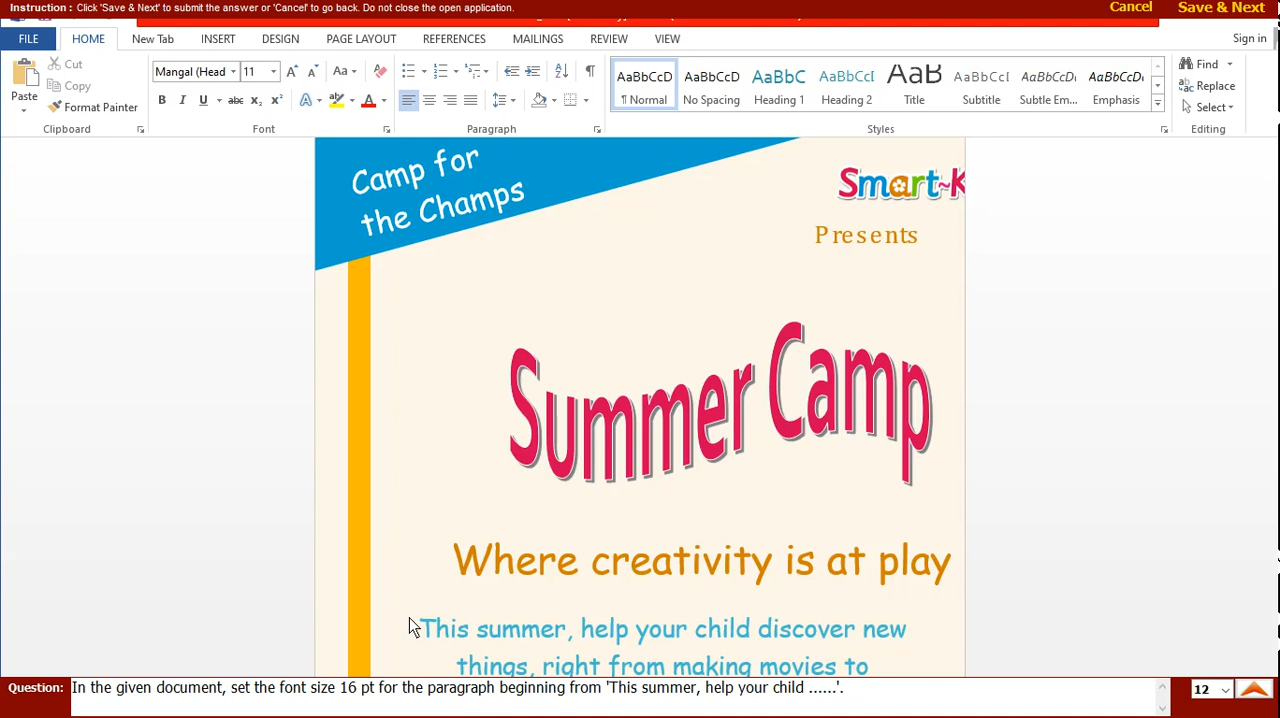 Instruction : Click 'Save & Next' to submit the answer or 'Cancel' to go back. Do not close the open application.
Cancel Save & Next
FILE HOME New Tab INSERT DESIGN PAGE LAYOUT REFERENCES MAILINGS REVIEW VIEW Sign in
Paste
Cut
Copy
Format Painter
Clipboard
Mangal (Head 11
Font
Paragraph
AaBbCcD AaBbCcD AaBbC AaBbCcI AaB AaBbCcD AaBbCcDi AaBbCcDi
¶ Normal No Spacing Heading 1 Heading 2 Title Subtitle Subtle Em... Emphasis
Styles
Find
Replace
Select
Editing
Camp for
the Champs
Smart~K
Presents
Summer Camp
Where creativity is at play
This summer, help your child discover new
things, right from making movies to
Question: In the given document, set the font size 16 pt for the paragraph beginning from 'This summer, help your child ......'.
12